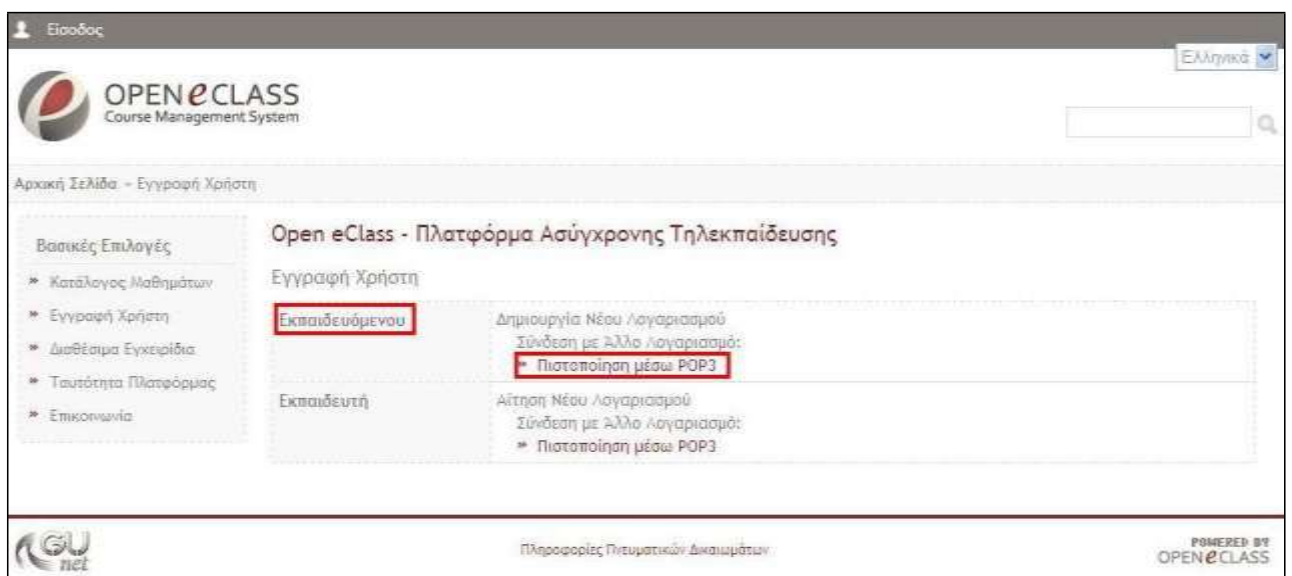 Είσοδος
Ελληνικά
OPEN eCLASS
Course Management System
Αρχική Σελίδα - Εγγραφή Χρήστη
Βασικές Επιλογές
» Κατάλογος Μαθημάτων
» Εγγραφή Χρήστη
» Διαθέσιμα Εγχειρίδια
» Ταυτότητα Πλατφόρμας
» Επικοινωνία
Open eClass - Πλατφόρμα Ασύγχρονης Τηλεκπαίδευσης
Εγγραφή Χρήστη
Εκπαιδευόμενου
Δημιουργία Νέου Λογαριασμού
Σύνδεση με Άλλο Λογαριασμό:
» Πιστοποίηση μέσω POP3
Εκπαιδευτή
Αίτηση Νέου Λογαριασμού
Σύνδεση με Άλλο Λογαριασμό:
» Πιστοποίηση μέσω POP3
GU
net
Πληροφορίες Πνευματικών Δικαιωμάτων
POWERED BY
OPEN eCLASS